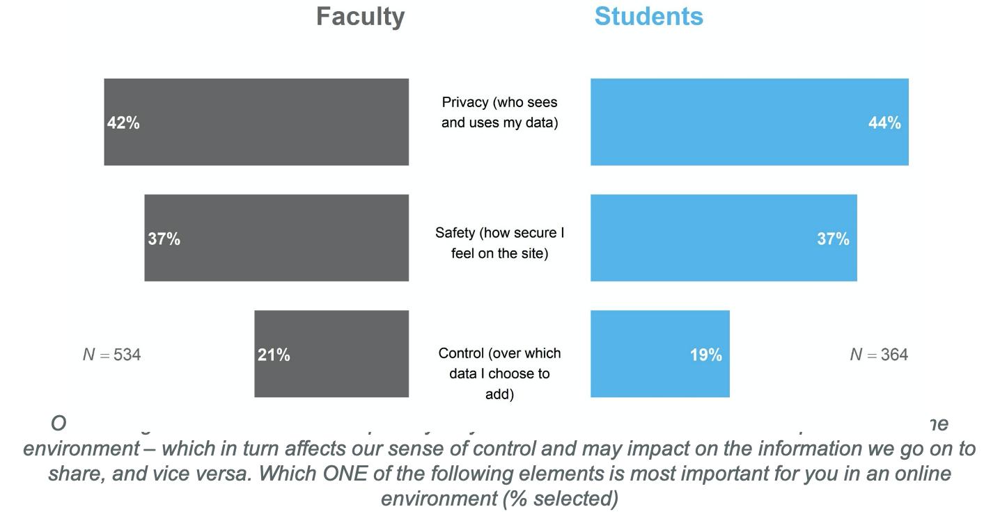 Faculty
Students
42%
Privacy (who sees
and uses my data)
44%
37%
Safety (how secure I
feel on the site)
37%
N = 534
21%
Control (over which
data I choose to
add)
19%
N = 364
O
environment – which in turn affects our sense of control and may impact on the information we go on to
share, and vice versa. Which ONE of the following elements is most important for you in an online
environment (% selected)